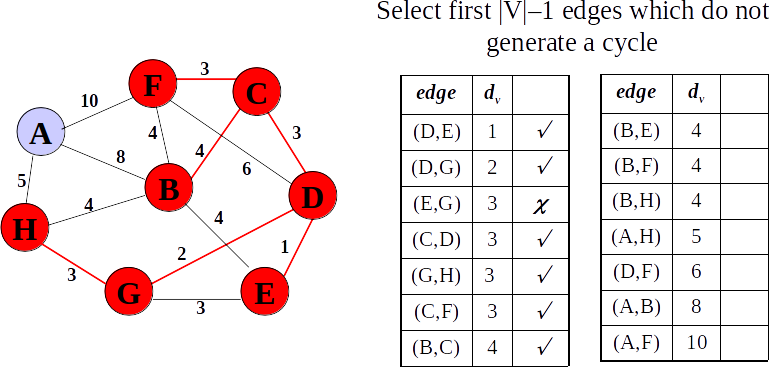 Select first |V|–1 edges which do not
generate a cycle
10
3
F
C
A
4
3
8
4
6
5
B
D
4
4
H
2
1
3
G
E
3
edge dv
(D,E) 1 √
(D,G) 2 √
(E,G) 3 χ
(C,D) 3 √
(G,H) 3 √
(C,F) 3 √
(B,C) 4 √
edge dv
(B,E) 4
(B,F) 4
(B,H) 4
(A,H) 5
(D,F) 6
(A,B) 8
(A,F) 10